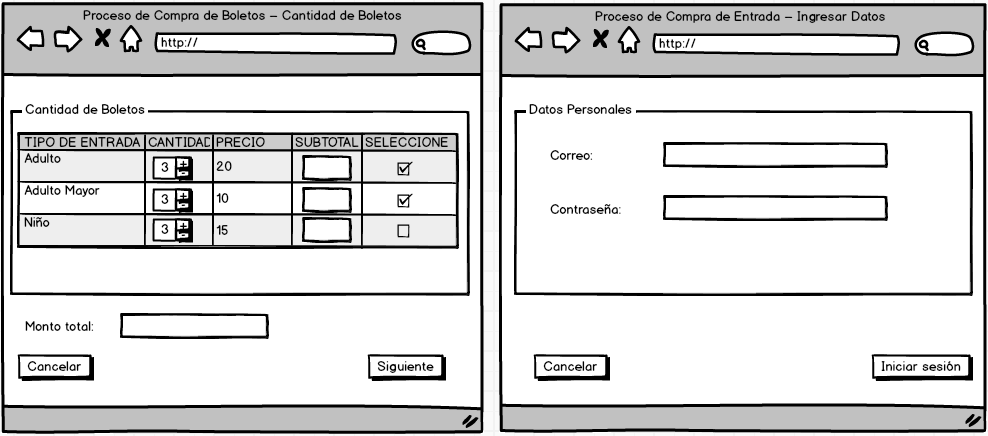 Proceso de Compra de Boletos – Cantidad de Boletos
http://
Cantidad de Boletos
TIPO DE ENTRADA CANTIDAD PRECIO SUBTOTAL SELECCIONE
Adulto 3 + - 20
Adulto Mayor 3 + - 10
Niño 3 + - 15
Monto total:
Cancelar Siguiente
Proceso de Compra de Entrada – Ingresar Datos
http://
Datos Personales
Correo:
Contraseña:
Cancelar Iniciar sesión